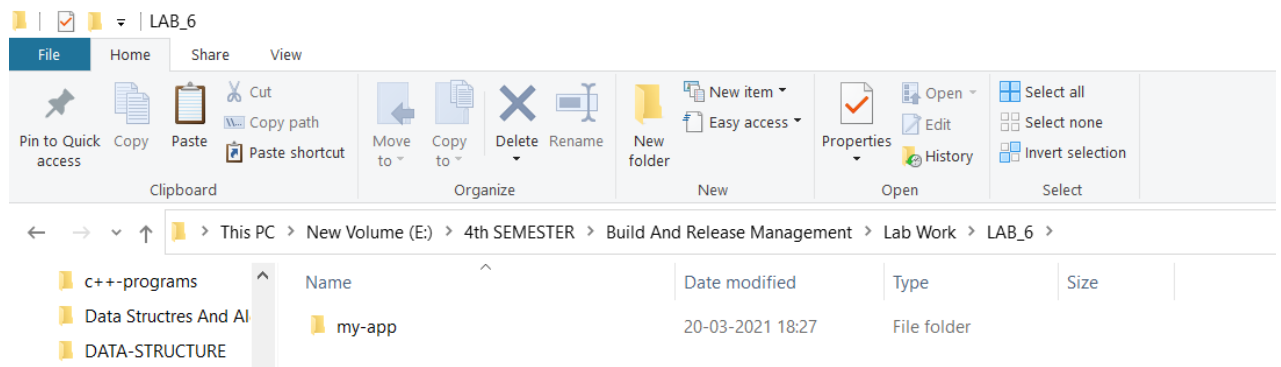 LAB_6
File Home Share View
Pin to Quick access
Copy
Paste
Cut
Copy path
Paste shortcut
Clipboard
Move to
Copy to
Delete
Rename
Organize
New folder
New item
Easy access
New
Properties
Open
Edit
History
Open
Select all
Select none
Invert selection
Select
This PC > New Volume (E:) > 4th SEMESTER > Build And Release Management > Lab Work > LAB_6 >
c++-programs
Data Structres And Al
DATA-STRUCTURE
Name Date modified Type Size
my-app 20-03-2021 18:27 File folder